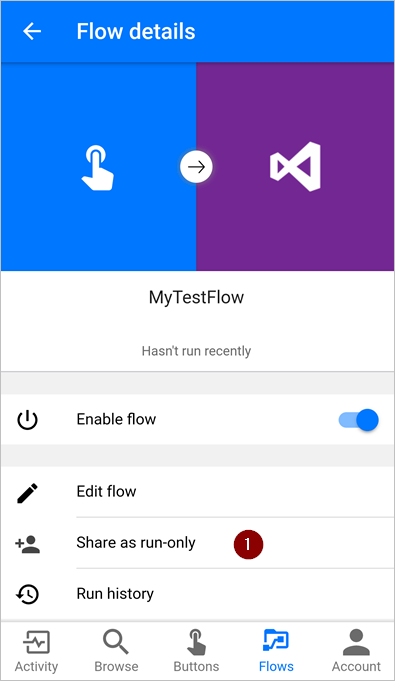 Flow details
MyTestFlow
Hasn't run recently
Enable flow
Edit flow
Share as run-only 1
Run history
Activity Browse Buttons Flows Account